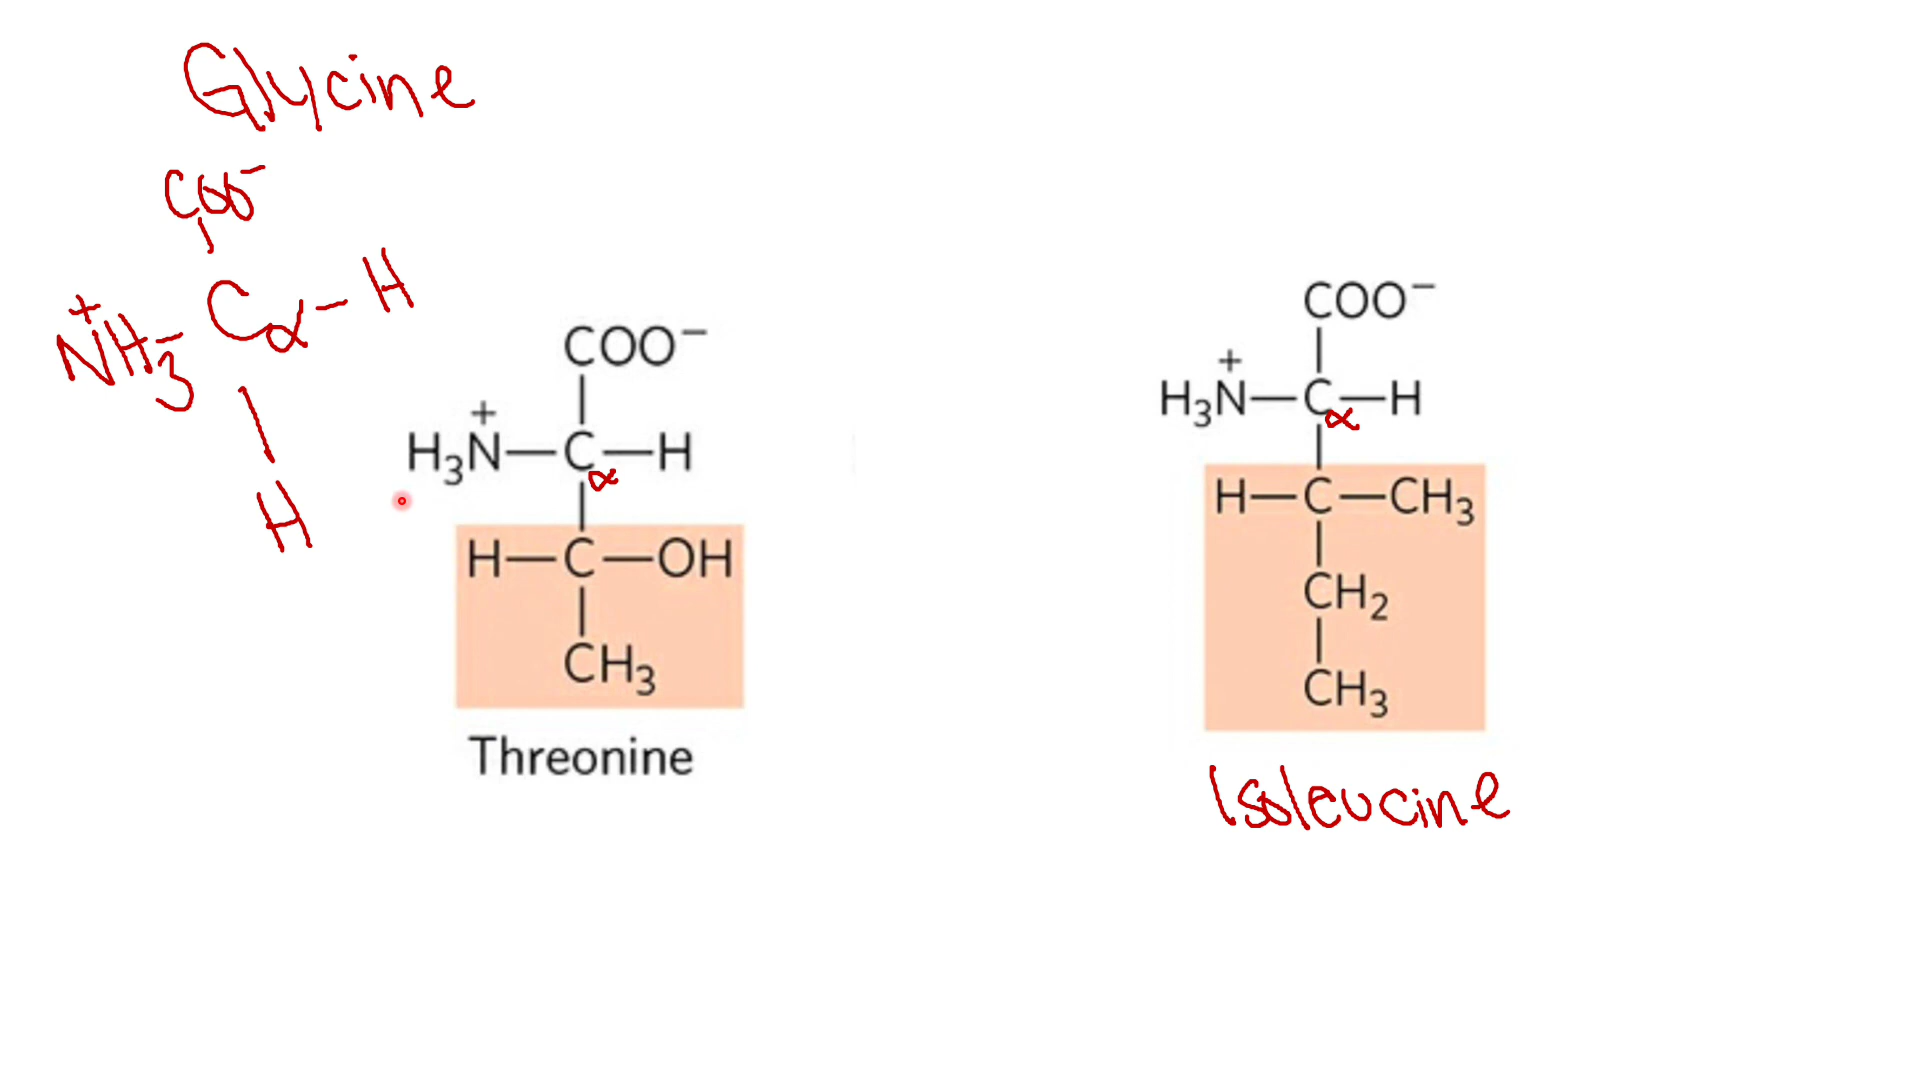 Glycine
COO⁻
NH₃⁺–Cα–H
H
COO⁻
H₃N⁺—Cα—H
H—C—OH
CH₃
Threonine
COO⁻
H₃N⁺—Cα—H
H—C—CH₃
CH₂
CH₃
Isoleucine